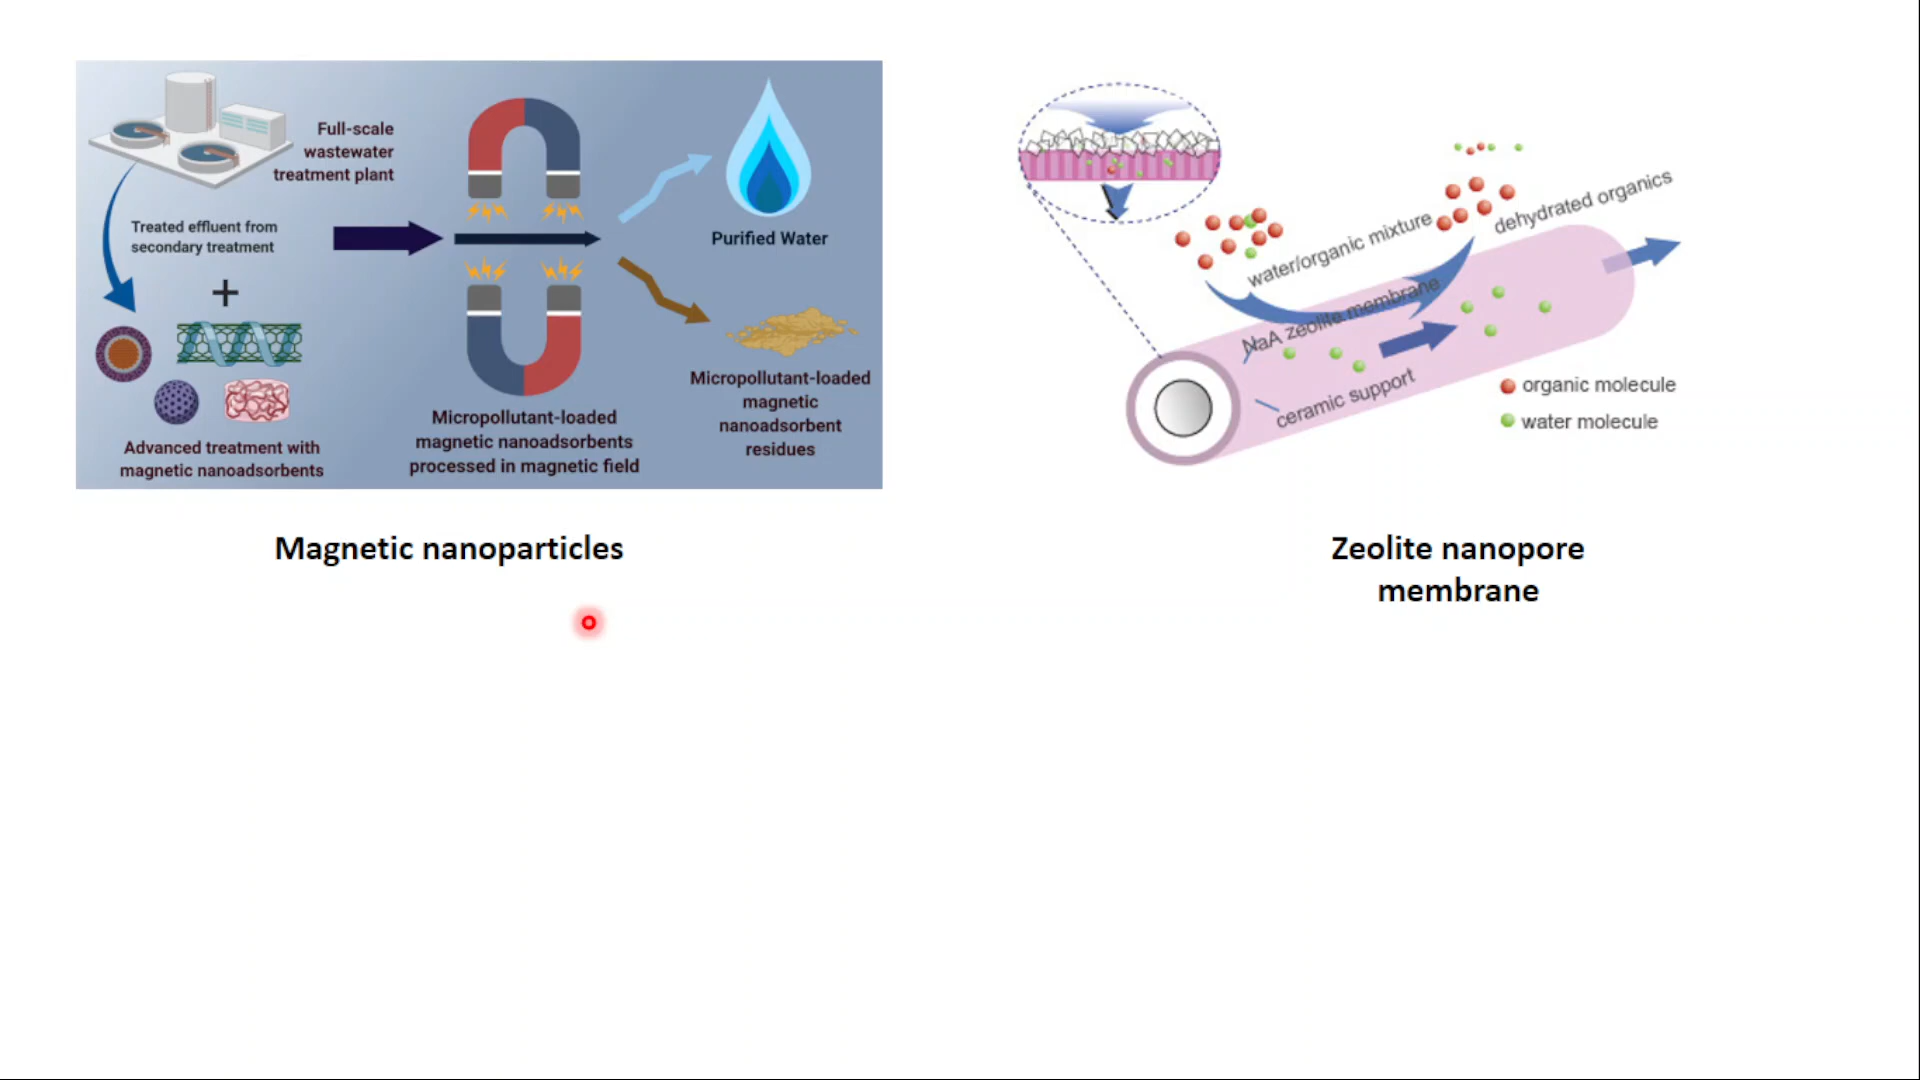 Full-scale
wastewater
treatment plant
Treated effluent from
secondary treatment
+
Advanced treatment with
magnetic nanoadsorbents
Micropollutant-loaded
magnetic nanoadsorbents
processed in magnetic field
Purified Water
Micropollutant-loaded
magnetic
nanoadsorbent
residues
Magnetic nanoparticles
water/organic mixture
dehydrated organics
NaA zeolite membrane
ceramic support
organic molecule
water molecule
Zeolite nanopore
membrane